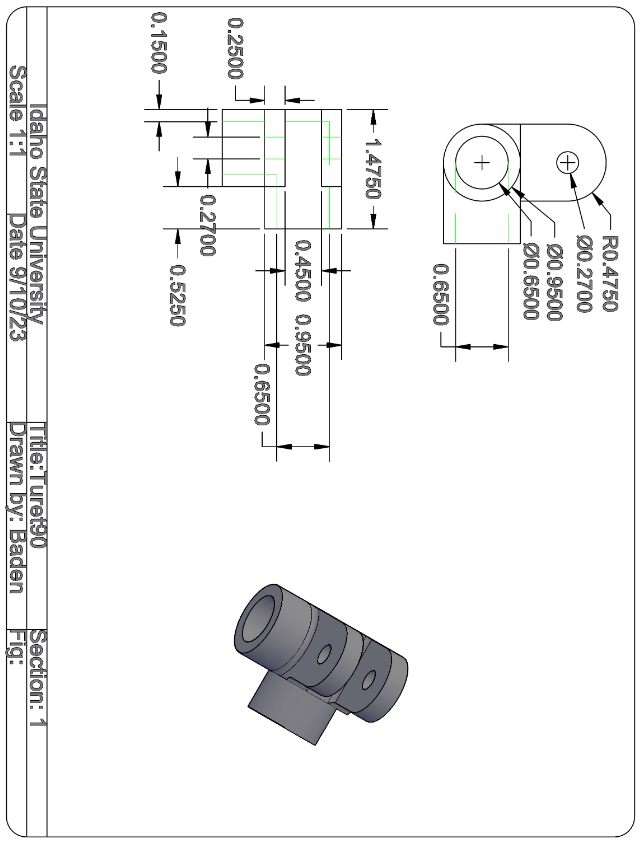 R0.4750
Ø0.2700
Ø0.9500
Ø0.6500
0.6500
1.4750
0.2500
0.1500
0.4500
0.9500
0.2700
0.5250
0.6500
Idaho State University
Title:Turet90
Section: 1
Scale 1:1
Date 9/10/23
Drawn by: Baden
Fig: